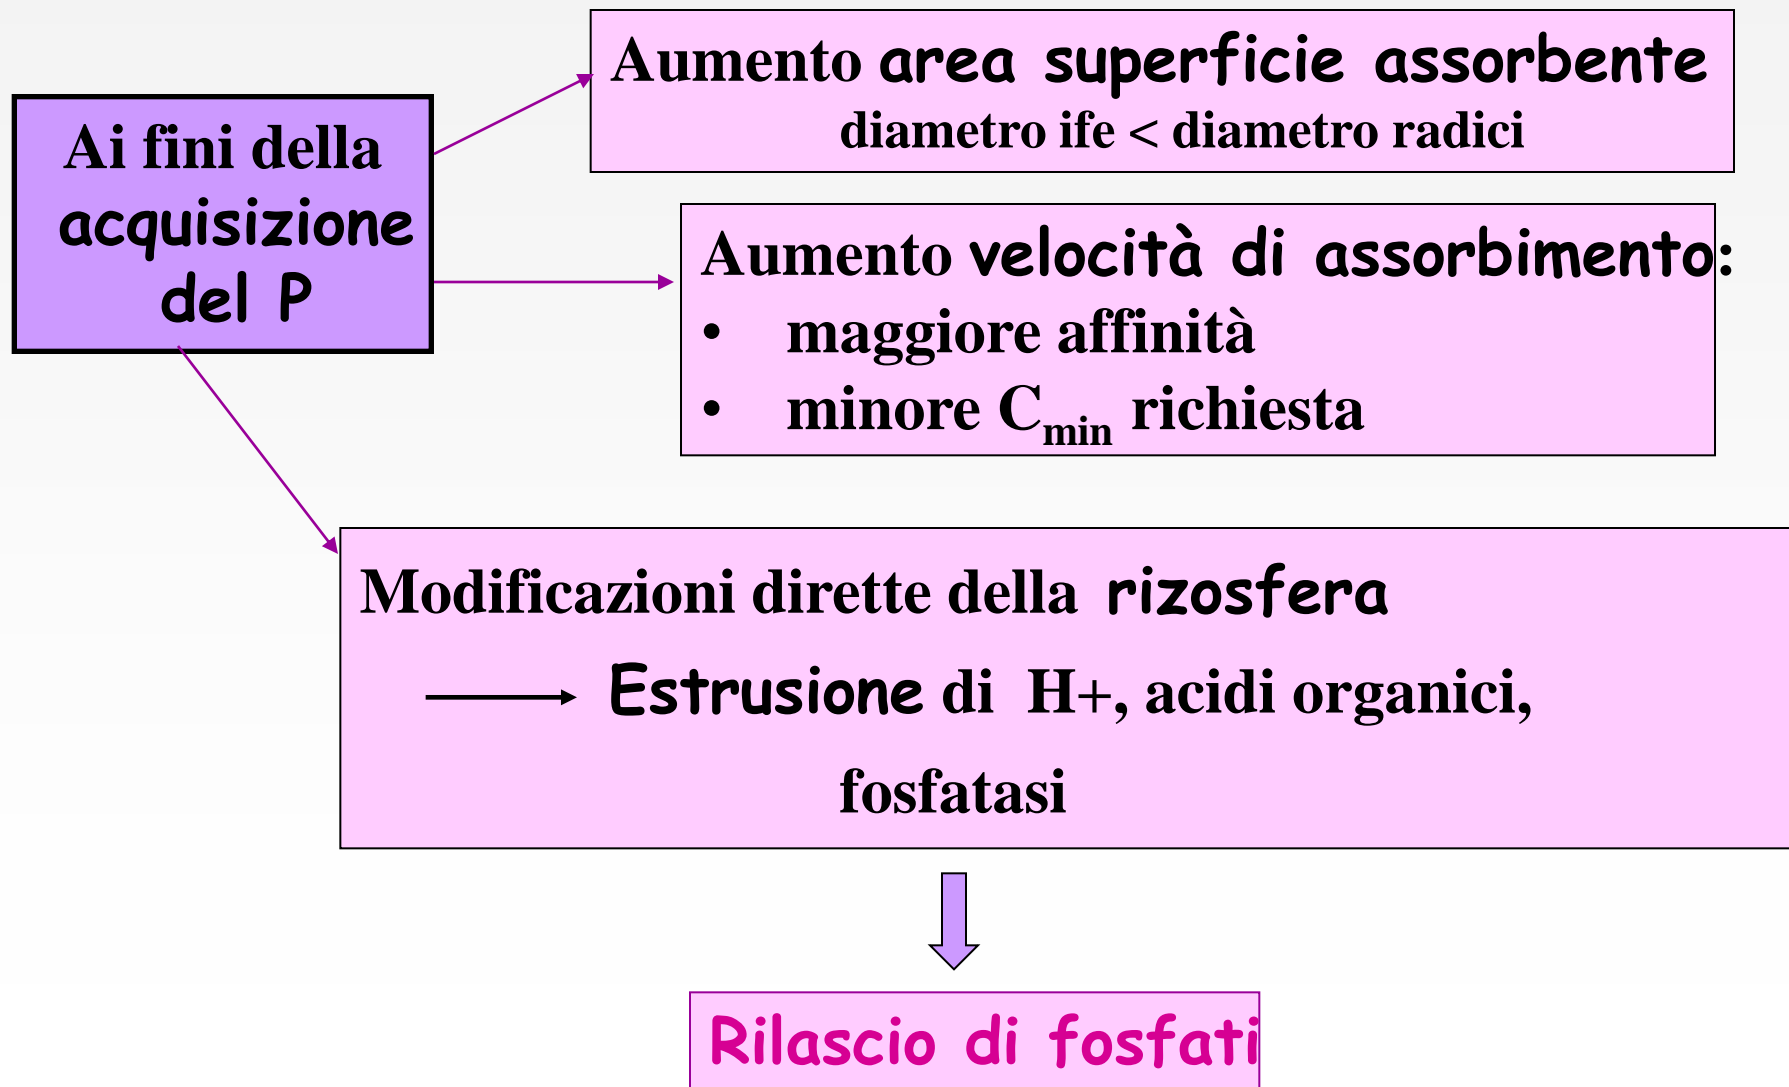 Aumento area superficie assorbente
diametro ife < diametro radici
Ai fini della
acquisizione
del P
Aumento velocità di assorbimento:
• maggiore affinità
• minore Cmin richiesta
Modificazioni dirette della rizosfera
Estrusione di H+, acidi organici,
fosfatasi
Rilascio di fosfati